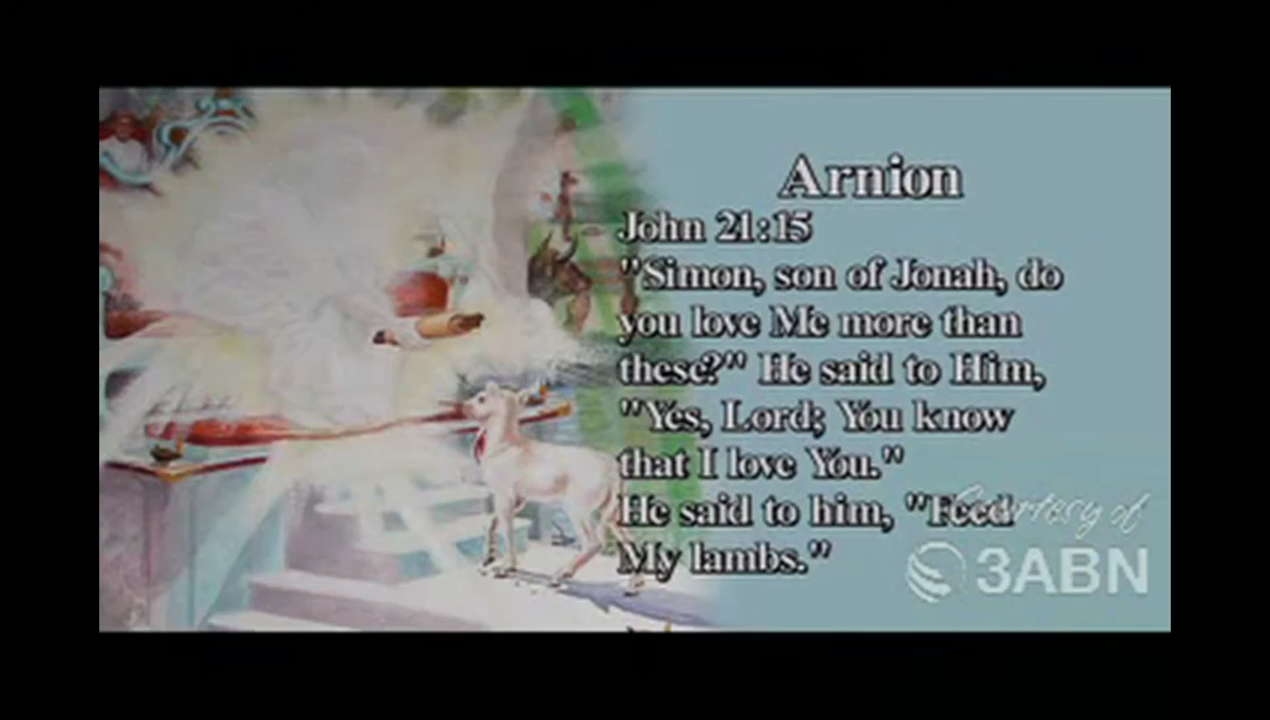 Arnion
John 21:15
"Simon, son of Jonah, do
you love Me more than
these?" He said to Him,
"Yes, Lord; You know
that I love You."
He said to him, "Feed
My lambs."
Courtesy of
3ABN